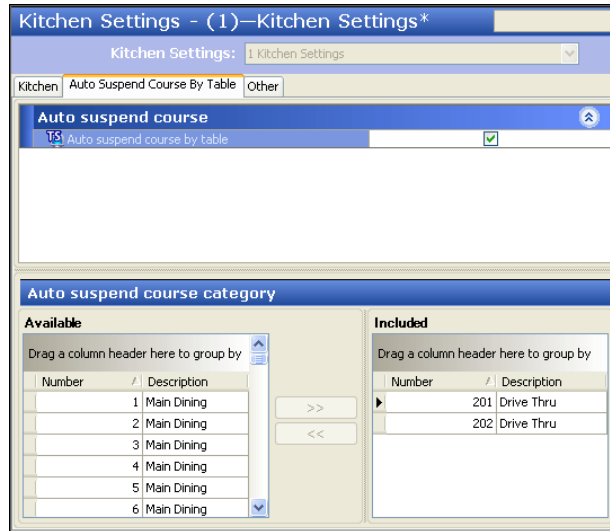 Kitchen Settings - (1)—Kitchen Settings*
Kitchen Settings: 1 Kitchen Settings
Kitchen Auto Suspend Course By Table Other
Auto suspend course
TS Auto suspend course by table
Auto suspend course category
Available Included
Drag a column header here to group by Drag a column header here to group by
Number Description Number Description
1 Main Dining >> 201 Drive Thru
2 Main Dining << 202 Drive Thru
3 Main Dining
4 Main Dining
5 Main Dining
6 Main Dining